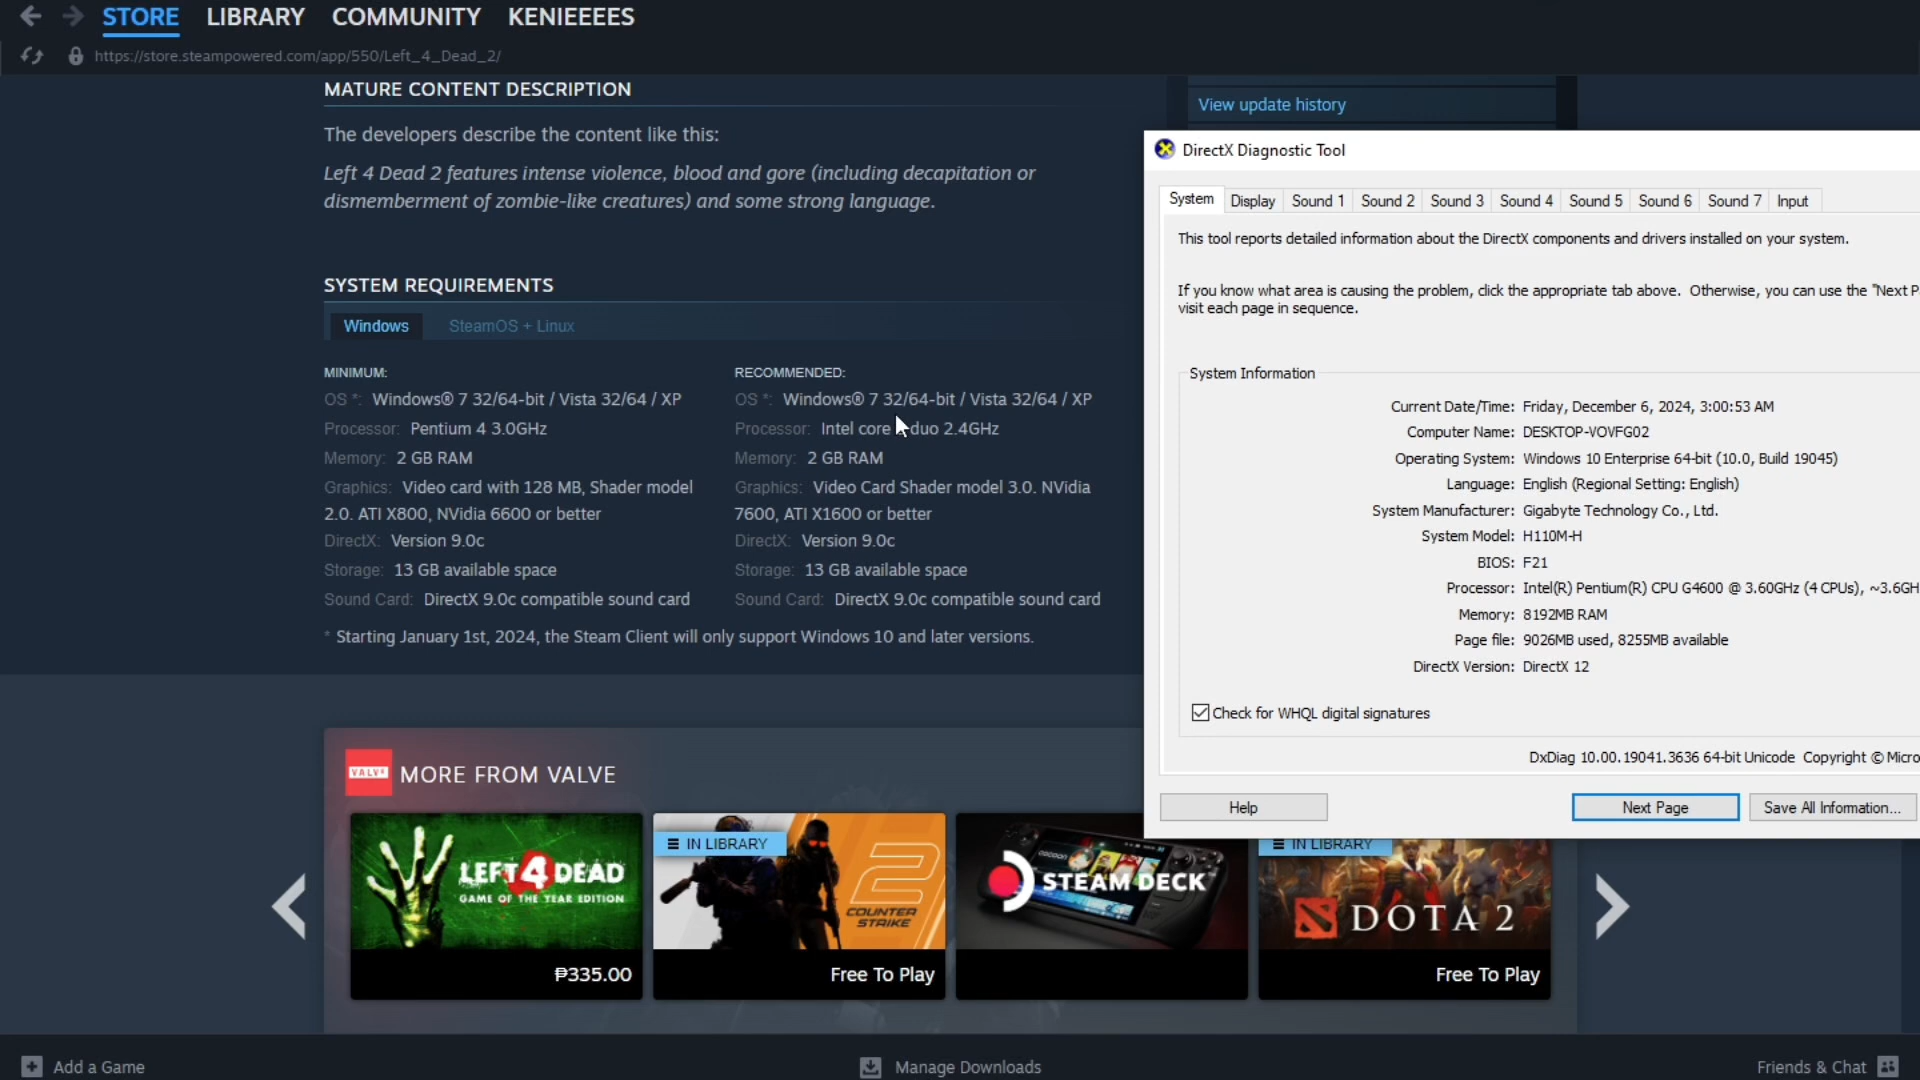 STORE LIBRARY COMMUNITY KENIEEEES
https://store.steampowered.com/app/550/Left_4_Dead_2/
MATURE CONTENT DESCRIPTION
The developers describe the content like this:
Left 4 Dead 2 features intense violence, blood and gore (including decapitation or
dismemberment of zombie-like creatures) and some strong language.
SYSTEM REQUIREMENTS
Windows SteamOS + Linux
MINIMUM:
OS *: Windows® 7 32/64-bit / Vista 32/64 / XP
Processor: Pentium 4 3.0GHz
Memory: 2 GB RAM
Graphics: Video card with 128 MB, Shader model
2.0. ATI X800, NVidia 6600 or better
DirectX: Version 9.0c
Storage: 13 GB available space
Sound Card: DirectX 9.0c compatible sound card
RECOMMENDED:
OS *: Windows® 7 32/64-bit / Vista 32/64 / XP
Processor: Intel core duo 2.4GHz
Memory: 2 GB RAM
Graphics: Video Card Shader model 3.0. NVidia
7600, ATI X1600 or better
DirectX: Version 9.0c
Storage: 13 GB available space
Sound Card: DirectX 9.0c compatible sound card
* Starting January 1st, 2024, the Steam Client will only support Windows 10 and later versions.
View update history
DirectX Diagnostic Tool
System Display Sound 1 Sound 2 Sound 3 Sound 4 Sound 5 Sound 6 Sound 7 Input
This tool reports detailed information about the DirectX components and drivers installed on your system.
If you know what area is causing the problem, click the appropriate tab above. Otherwise, you can use the "Next P
visit each page in sequence.
System Information
Current Date/Time: Friday, December 6, 2024, 3:00:53 AM
Computer Name: DESKTOP-VOVFG02
Operating System: Windows 10 Enterprise 64-bit (10.0, Build 19045)
Language: English (Regional Setting: English)
System Manufacturer: Gigabyte Technology Co., Ltd.
System Model: H110M-H
BIOS: F21
Processor: Intel(R) Pentium(R) CPU G4600 @ 3.60GHz (4 CPUs), ~3.6GH
Memory: 8192MB RAM
Page file: 9026MB used, 8255MB available
DirectX Version: DirectX 12
Check for WHQL digital signatures
DxDiag 10.00.19041.3636 64-bit Unicode Copyright © Micro
Help Next Page Save All Information...
VALVE MORE FROM VALVE
LEFT 4 DEAD
GAME OF THE YEAR EDITION
₱335.00
IN LIBRARY
2
COUNTER
STRIKE
Free To Play
STEAM DECK
IN LIBRARY
DOTA 2
Free To Play
Add a Game Manage Downloads Friends & Chat